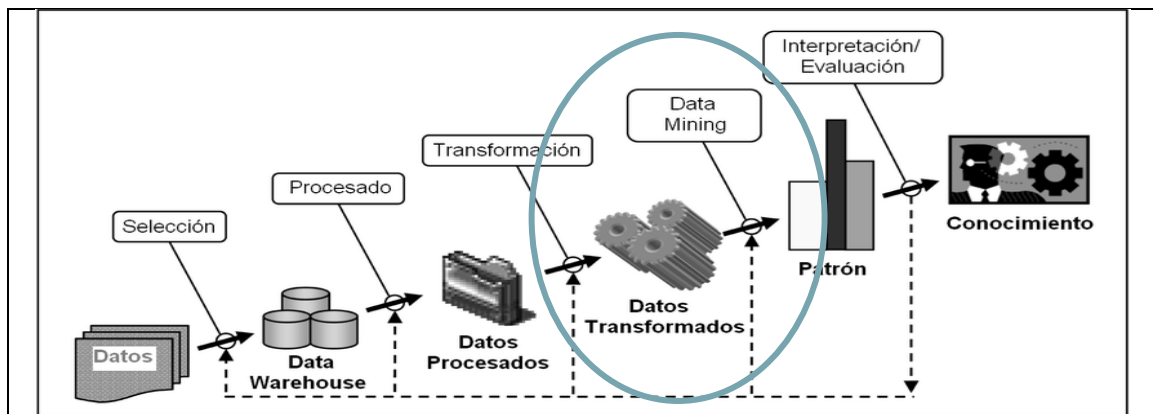 Interpretación/
Evaluación
Data
Mining
Transformación
Procesado
Selección
Conocimiento
Patrón
Datos
Transformados
Datos
Procesados
Data
Warehouse
Datos